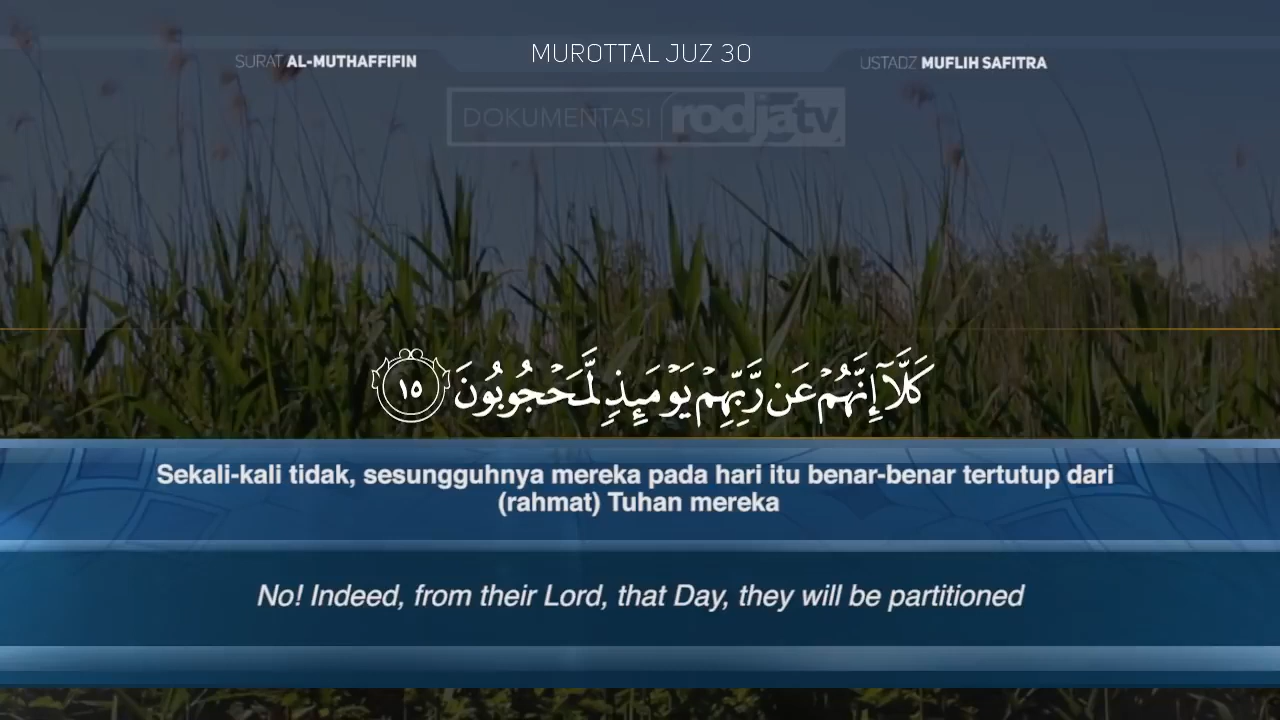 MUROTTAL JUZ 30
SURAT AL-MUTHAFFIFIN
USTADZ MUFLIH SAFITRA
DOKUMENTASI rodjatv
كَلَّآ إِنَّهُمْ عَن رَّبِّهِمْ يَوْمَئِذٍ لَّمَحْجُوبُونَ ١٥
Sekali-kali tidak, sesungguhnya mereka pada hari itu benar-benar tertutup dari
(rahmat) Tuhan mereka
No! Indeed, from their Lord, that Day, they will be partitioned